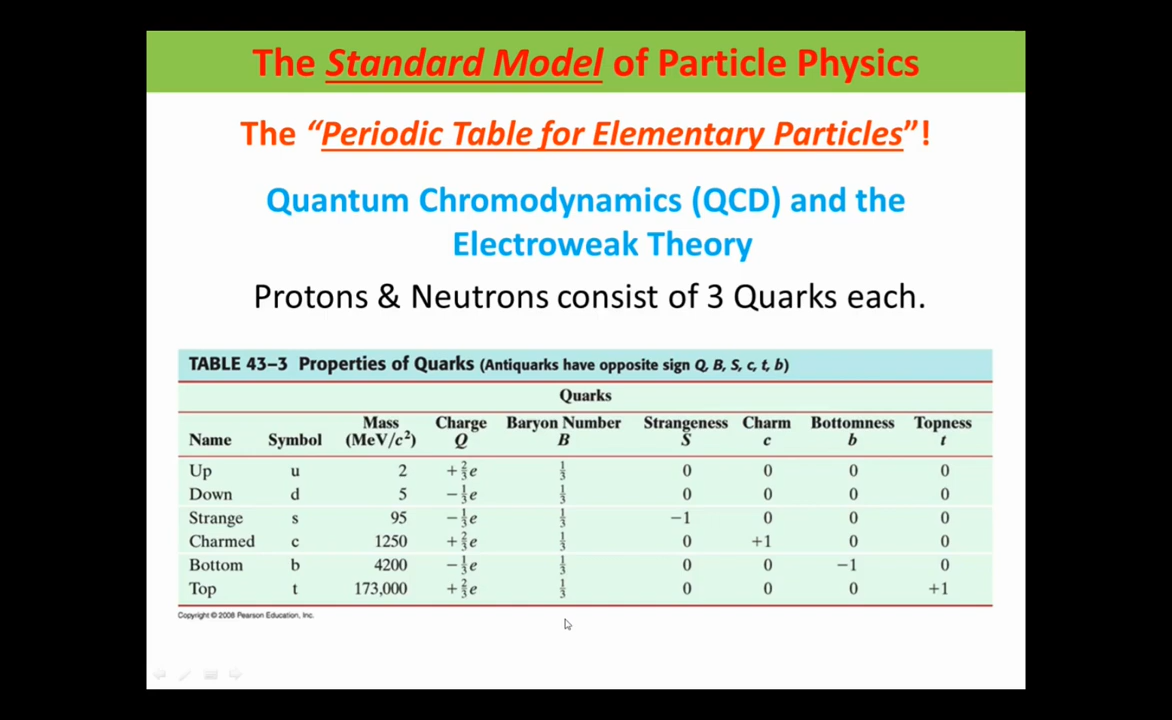 The Standard Model of Particle Physics
The “Periodic Table for Elementary Particles”!
Quantum Chromodynamics (QCD) and the
Electroweak Theory
Protons & Neutrons consist of 3 Quarks each.
TABLE 43–3 Properties of Quarks (Antiquarks have opposite sign Q, B, S, c, t, b)
Quarks
Mass Charge Baryon Number Strangeness Charm Bottomness Topness
Name Symbol (MeV/c²) Q B S c b t
Up u 2 +⅔e ⅓ 0 0 0 0
Down d 5 −⅓e ⅓ 0 0 0 0
Strange s 95 −⅓e ⅓ −1 0 0 0
Charmed c 1250 +⅔e ⅓ 0 +1 0 0
Bottom b 4200 −⅓e ⅓ 0 0 −1 0
Top t 173,000 +⅔e ⅓ 0 0 0 +1
Copyright © 2008 Pearson Education, Inc.